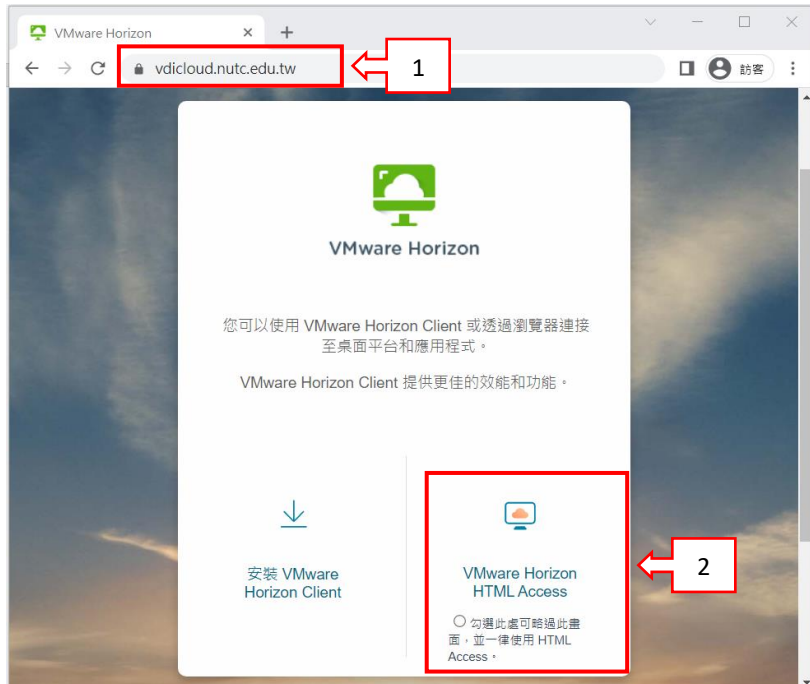 VMware Horizon
vdicloud.nutc.edu.tw
1
訪客
VMware Horizon
您可以使用 VMware Horizon Client 或透過瀏覽器連接
至桌面平台和應用程式。
VMware Horizon Client 提供更佳的效能和功能。
安裝 VMware
Horizon Client
VMware Horizon
HTML Access
勾選此處可略過此畫
面，並一律使用 HTML
Access。
2